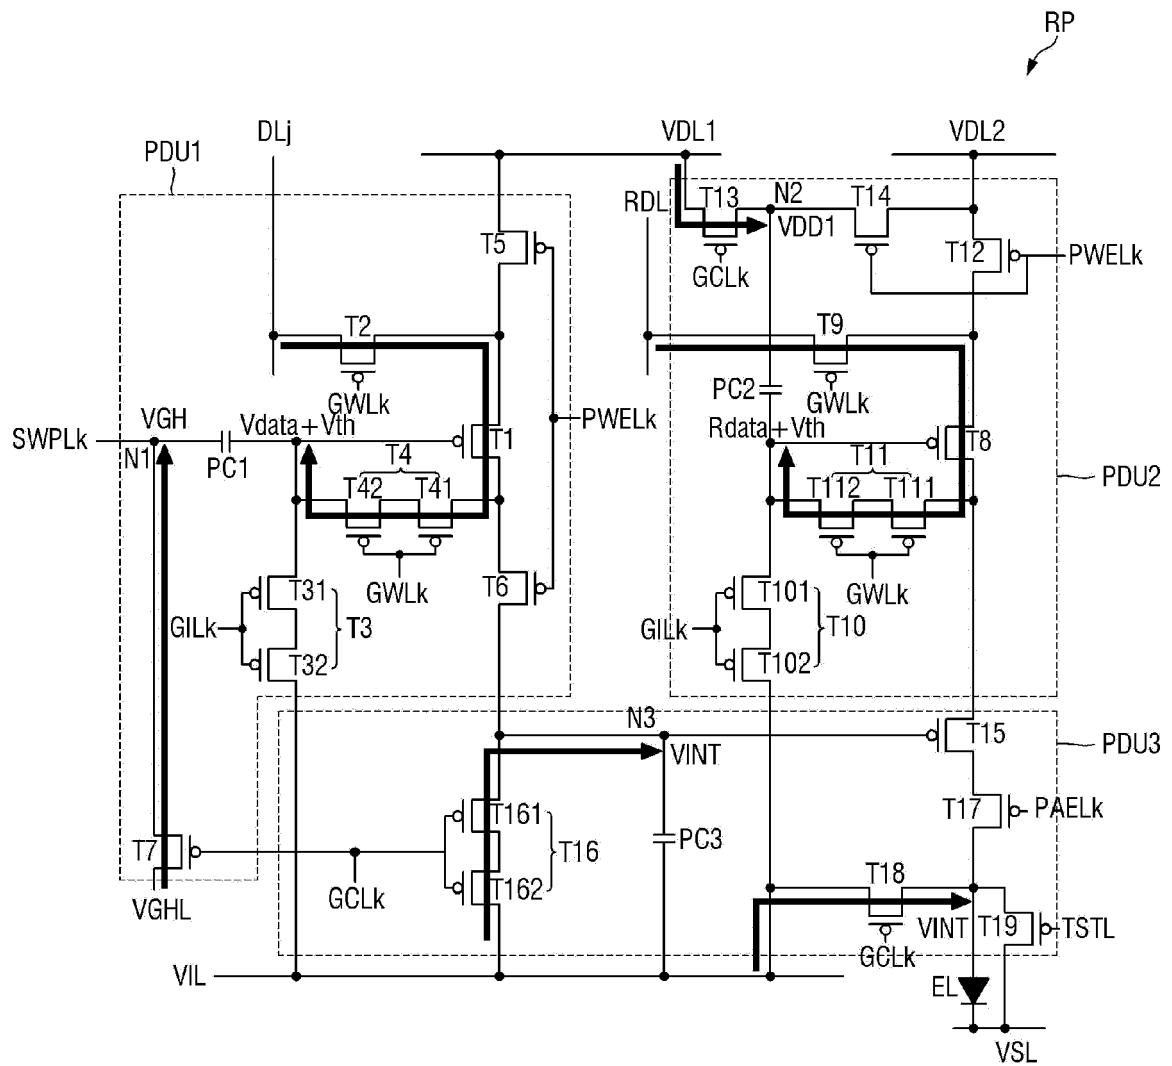 RP
DLj
VDL1
VDL2
PDU1
RDL
T13
N2
T14
VDD1
T5
T12
PWELk
GCLk
T2
T9
PC2
GWLk
GWLk
VGH
Vdata+Vth
PWELk
Rdata+Vth
SWPLk
T1
T8
N1
PC1
T4
T11
T42
T41
T112
T111
PDU2
GWLk
GWLk
T31
T6
T101
GILk
T3
GILk
T10
T32
T102
N3
T15
VINT
PDU3
T161
T17
PAELk
T7
T16
PC3
T162
T18
GCLk
VGHL
VINT
T19
TSTL
GCLk
VIL
EL
VSL